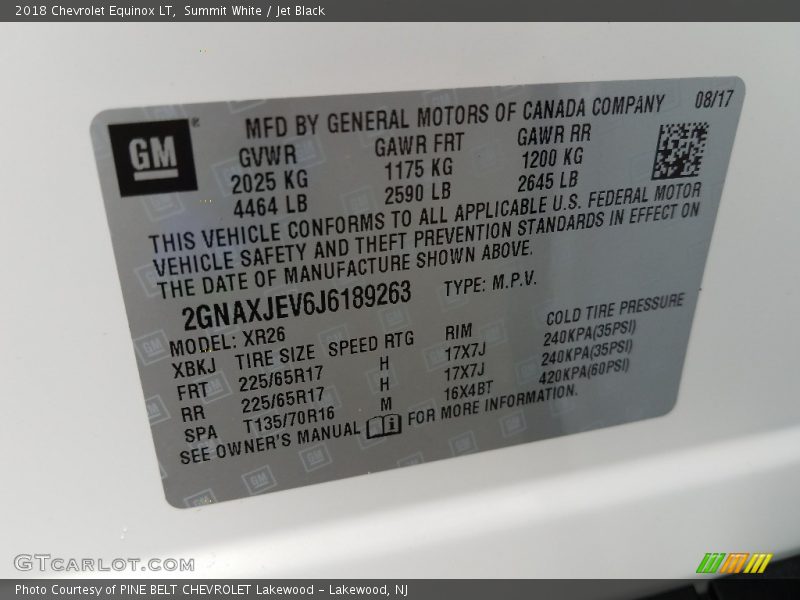 2018 Chevrolet Equinox LT, Summit White / Jet Black
GM
MFD BY GENERAL MOTORS OF CANADA COMPANY 08/17
GVWR GAWR FRT GAWR RR
2025 KG 1175 KG 1200 KG
4464 LB 2590 LB 2645 LB
THIS VEHICLE CONFORMS TO ALL APPLICABLE U.S. FEDERAL MOTOR
VEHICLE SAFETY AND THEFT PREVENTION STANDARDS IN EFFECT ON
THE DATE OF MANUFACTURE SHOWN ABOVE.
2GNAXJEV6J6189263 TYPE: M.P.V.
MODEL: XR26
XBKJ TIRE SIZE SPEED RTG RIM COLD TIRE PRESSURE
FRT 225/65R17 H 17X7J 240KPA(35PSI)
RR 225/65R17 H 17X7J 240KPA(35PSI)
SPA T135/70R16 M 16X4BT 420KPA(60PSI)
SEE OWNER'S MANUAL FOR MORE INFORMATION.
GTCarLot.com
Photo Courtesy of PINE BELT CHEVROLET Lakewood - Lakewood, NJ